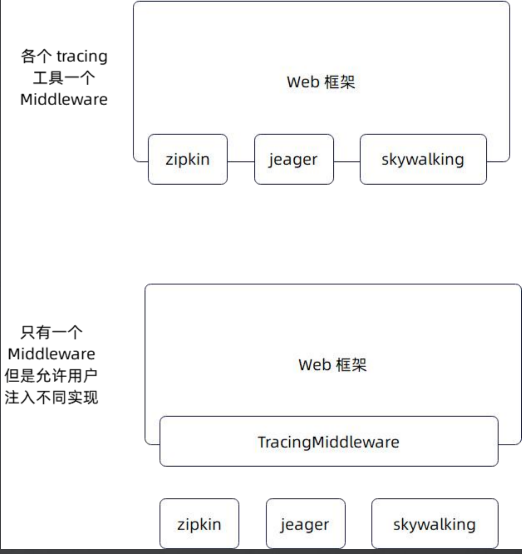 各个 tracing
工具一个
Middleware
Web 框架
zipkin
jeager
skywalking
只有一个
Middleware
但是允许用户
注入不同实现
Web 框架
TracingMiddleware
zipkin
jeager
skywalking